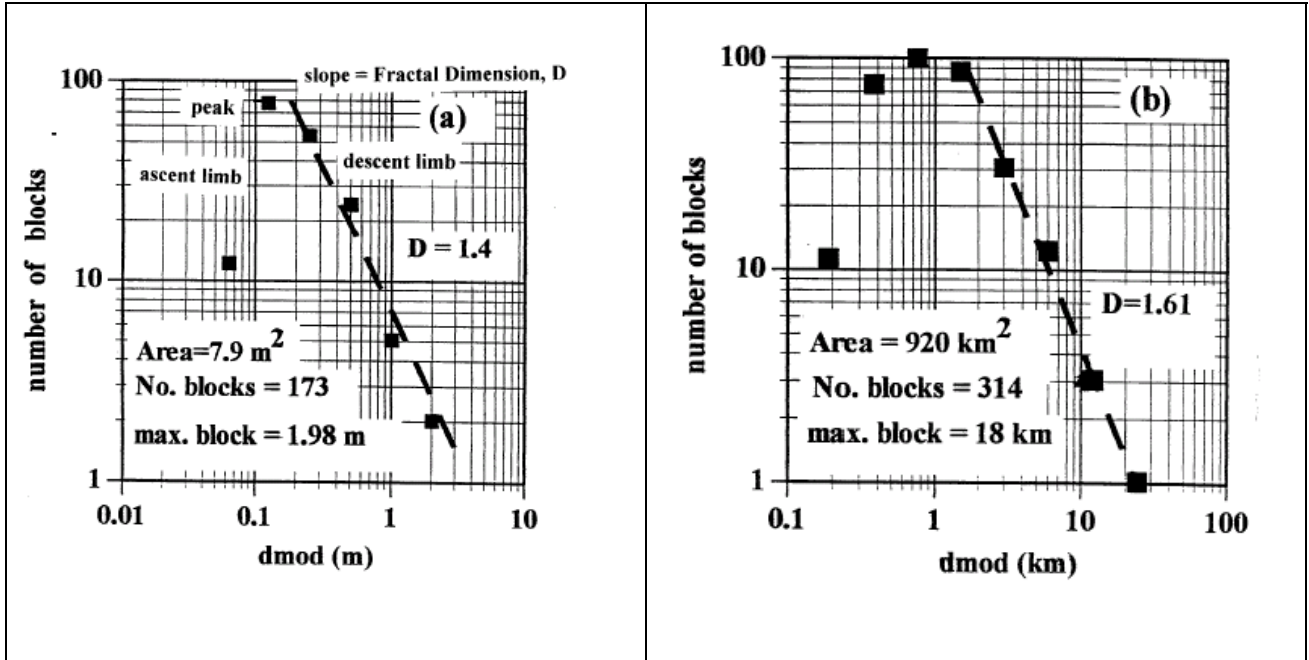 slope = Fractal Dimension, D
100
peak
(a)
descent limb
ascent limb
D = 1.4
10
Area=7.9 m2
No. blocks = 173
max. block = 1.98 m
1
0.01 0.1 1 10
dmod (m)
number of blocks
100
(b)
10
D=1.61
Area = 920 km2
No. blocks = 314
max. block = 18 km
1
0.1 1 10 100
dmod (km)
number of blocks